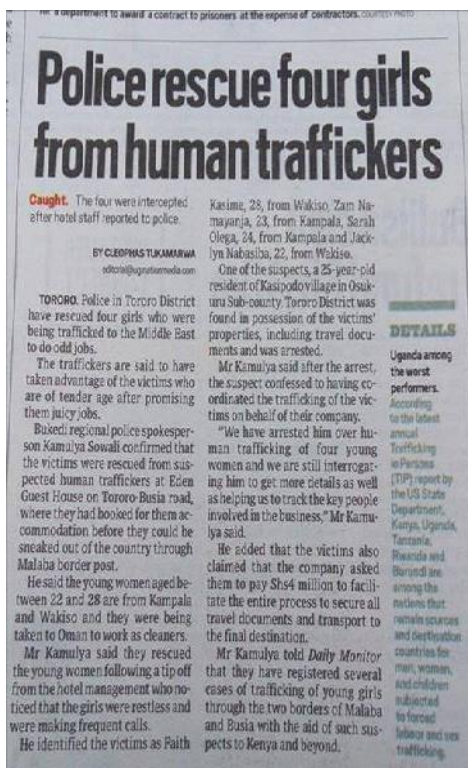 for a department to award a contract to prisoners at the expense of contractors. COURTESY PHOTO
Police rescue four girls
from human traffickers
Caught. The four were intercepted
after hotel staff reported to police.
BY CLEOPHAS TUKAMARWA
editorial@ug.nationmedia.com
TORORO. Police in Tororo District
have rescued four girls who were
being trafficked to the Middle East
to do odd jobs.
The traffickers are said to have
taken advantage of the victims who
are of tender age after promising
them juicy jobs.
Bukedi regional police spokesper-
son Kamulya Sowali confirmed that
the victims were rescued from sus-
pected human traffickers at Eden
Guest House on Tororo-Busia road,
where they had booked for them ac-
commodation before they could be
sneaked out of the country through
Malaba border post.
He said the young women aged be-
tween 22 and 28 are from Kampala
and Wakiso and they were being
taken to Oman to work as cleaners.
Mr Kamulya said they rescued
the young women following a tip off
from the hotel management who no-
ticed that the girls were restless and
were making frequent calls.
He identified the victims as Faith
Kasime, 28, from Wakiso, Zam Na-
mayanja, 23, from Kampala, Sarah
Olega, 24, from Kampala and Jack-
lyn Nabasiba, 22, from Wakiso.
One of the suspects, a 25-year-old
resident of Kasipodo village in Osuk-
uru Sub-county, Tororo District was
found in possession of the victims'
properties, including travel docu-
ments and was arrested.
Mr Kamulya said after the arrest,
the suspect confessed to having co-
ordinated the trafficking of the vic-
tims on behalf of their company.
"We have arrested him over hu-
man trafficking of four young
women and we are still interrogat-
ing him to get more details as well
as helping us to track the key people
involved in the business," Mr Kamu-
lya said.
He added that the victims also
claimed that the company asked
them to pay Shs4 million to facili-
tate the entire process to secure all
travel documents and transport to
the final destination.
Mr Kamulya told Daily Monitor
that they have registered several
cases of trafficking of young girls
through the two borders of Malaba
and Busia with the aid of such sus-
pects to Kenya and beyond.
DETAILS
Uganda among
the worst
performers.
According
to the latest
annual
Trafficking
in Persons
(TIP) report by
the US State
Department,
Kenya, Uganda,
Tanzania,
Rwanda and
Burundi are
among the
nations that
remain sources
and destination
countries for
men, women,
and children
subjected
to forced
labour and sex
trafficking.